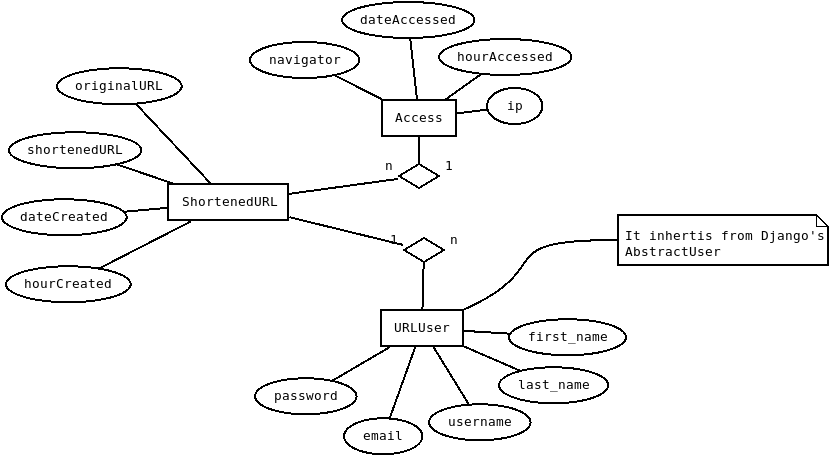 dateAccessed
navigator
hourAccessed
originalURL
ip
Access
shortenedURL
n
1
ShortenedURL
dateCreated
1
n
It inhertis from Django's
AbstractUser
hourCreated
URLUser
first_name
last_name
password
username
email